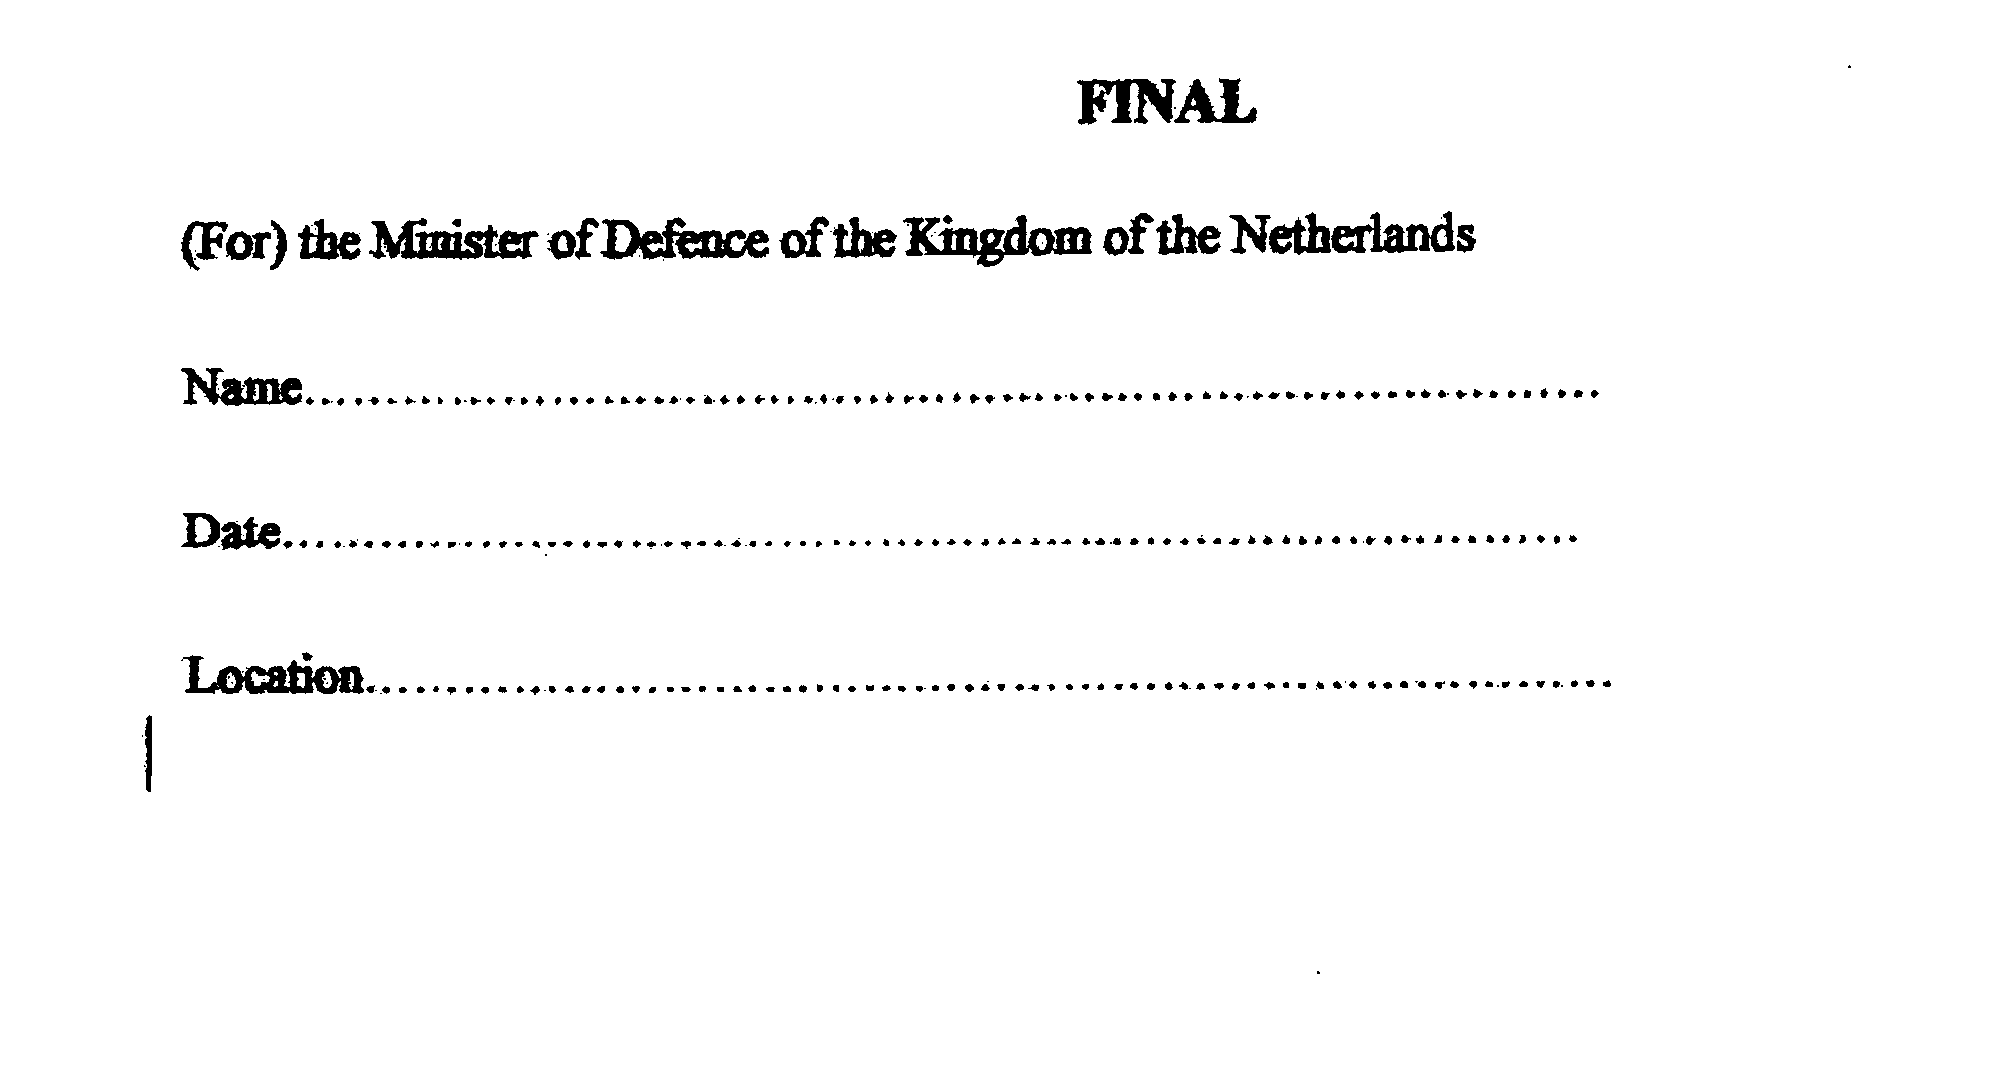 FINAL
(For) the Minister of Defence of the Kingdom of the Netherlands
Name................................................................................
Date................................................................................
Location.............................................................................